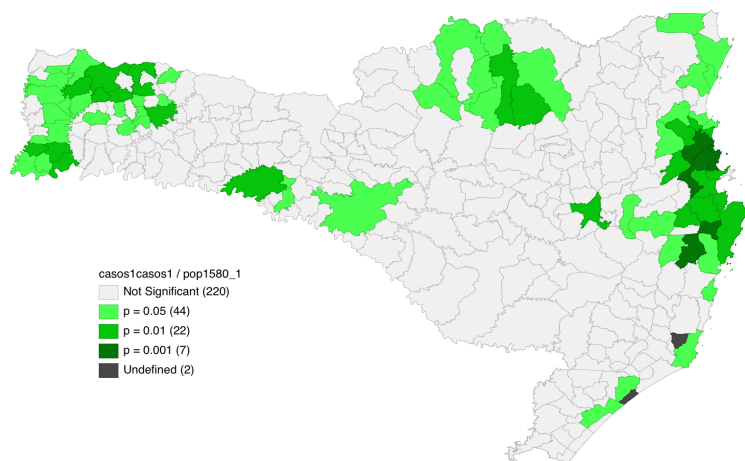 casos1casos1 / pop1580_1
Not Significant (220)
p = 0.05 (44)
p = 0.01 (22)
p = 0.001 (7)
Undefined (2)